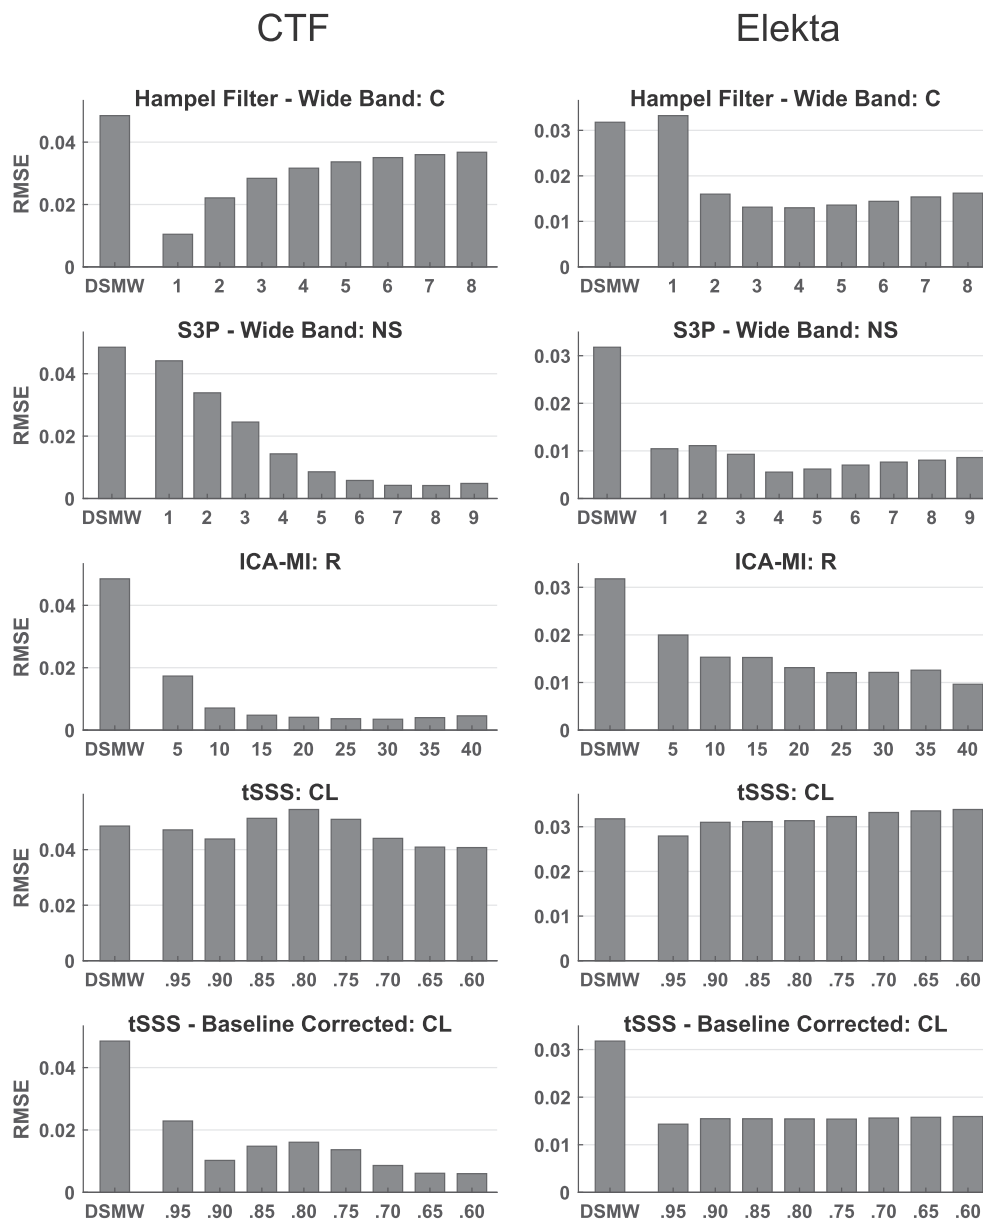 CTF
Elekta
Hampel Filter - Wide Band: C
RMSE
0.04
0.02
0
DSMW 1 2 3 4 5 6 7 8
Hampel Filter - Wide Band: C
0.03
0.02
0.01
0
DSMW 1 2 3 4 5 6 7 8
S3P - Wide Band: NS
RMSE
0.04
0.02
0
DSMW 1 2 3 4 5 6 7 8 9
S3P - Wide Band: NS
0.03
0.02
0.01
0
DSMW 1 2 3 4 5 6 7 8 9
ICA-MI: R
RMSE
0.04
0.02
0
DSMW 5 10 15 20 25 30 35 40
ICA-MI: R
0.03
0.02
0.01
0
DSMW 5 10 15 20 25 30 35 40
tSSS: CL
RMSE
0.04
0.02
0
DSMW .95 .90 .85 .80 .75 .70 .65 .60
tSSS: CL
0.03
0.02
0.01
0
DSMW .95 .90 .85 .80 .75 .70 .65 .60
tSSS - Baseline Corrected: CL
RMSE
0.04
0.02
0
DSMW .95 .90 .85 .80 .75 .70 .65 .60
tSSS - Baseline Corrected: CL
0.03
0.02
0.01
0
DSMW .95 .90 .85 .80 .75 .70 .65 .60